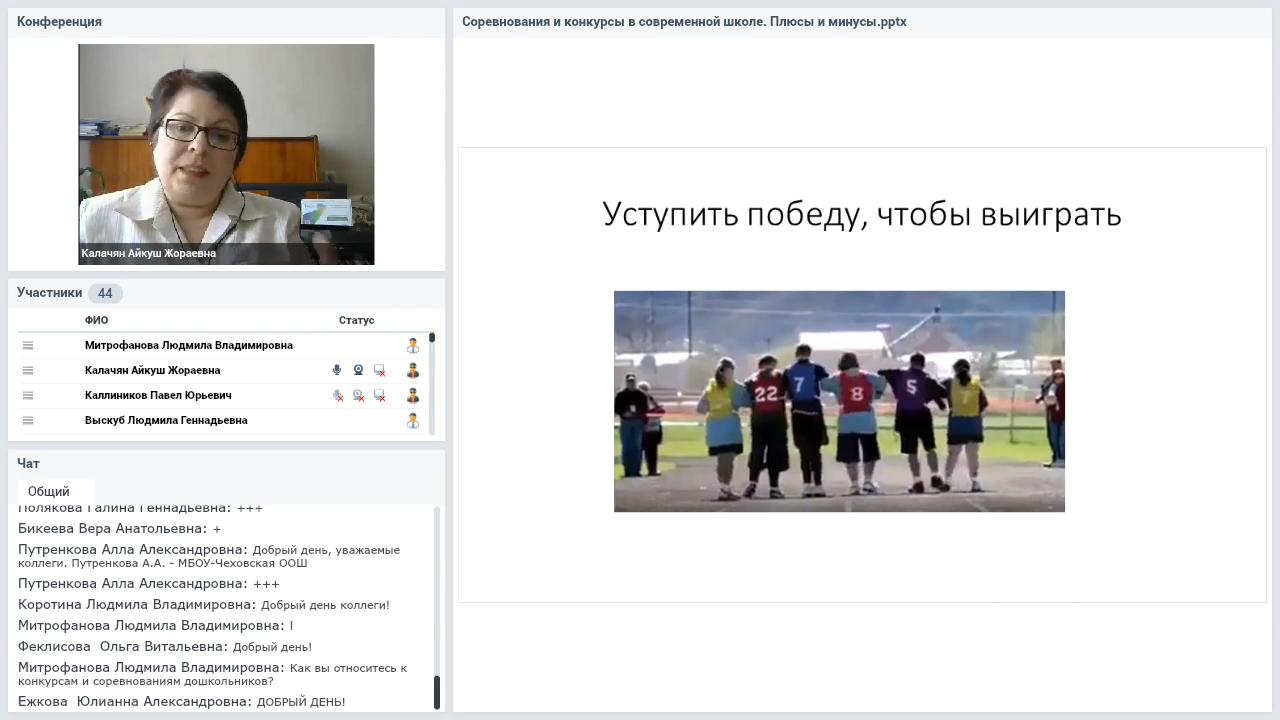 Конференция
Калачян Айкуш Жораевна
Участники 44
ФИО Статус
Митрофанова Людмила Владимировна
Калачян Айкуш Жораевна
Каллиников Павел Юрьевич
Выскуб Людмила Геннадьевна
Чат
Общий
Полякова Галина Геннадьевна: +++
Бикеева Вера Анатольевна: +
Путренкова Алла Александровна: Добрый день, уважаемые
коллеги. Путренкова А.А. - МБОУ-Чеховская ООШ
Путренкова Алла Александровна: +++
Коротина Людмила Владимировна: Добрый день коллеги!
Митрофанова Людмила Владимировна: I
Феклисова  Ольга Витальевна: Добрый день!
Митрофанова Людмила Владимировна: Как вы относитесь к
конкурсам и соревнованиям дошкольников?
Ежкова  Юлианна Александровна: ДОБРЫЙ ДЕНЬ!
Соревнования и конкурсы в современной школе. Плюсы и минусы.pptx
Уступить победу, чтобы выиграть
22 7 8 5 7